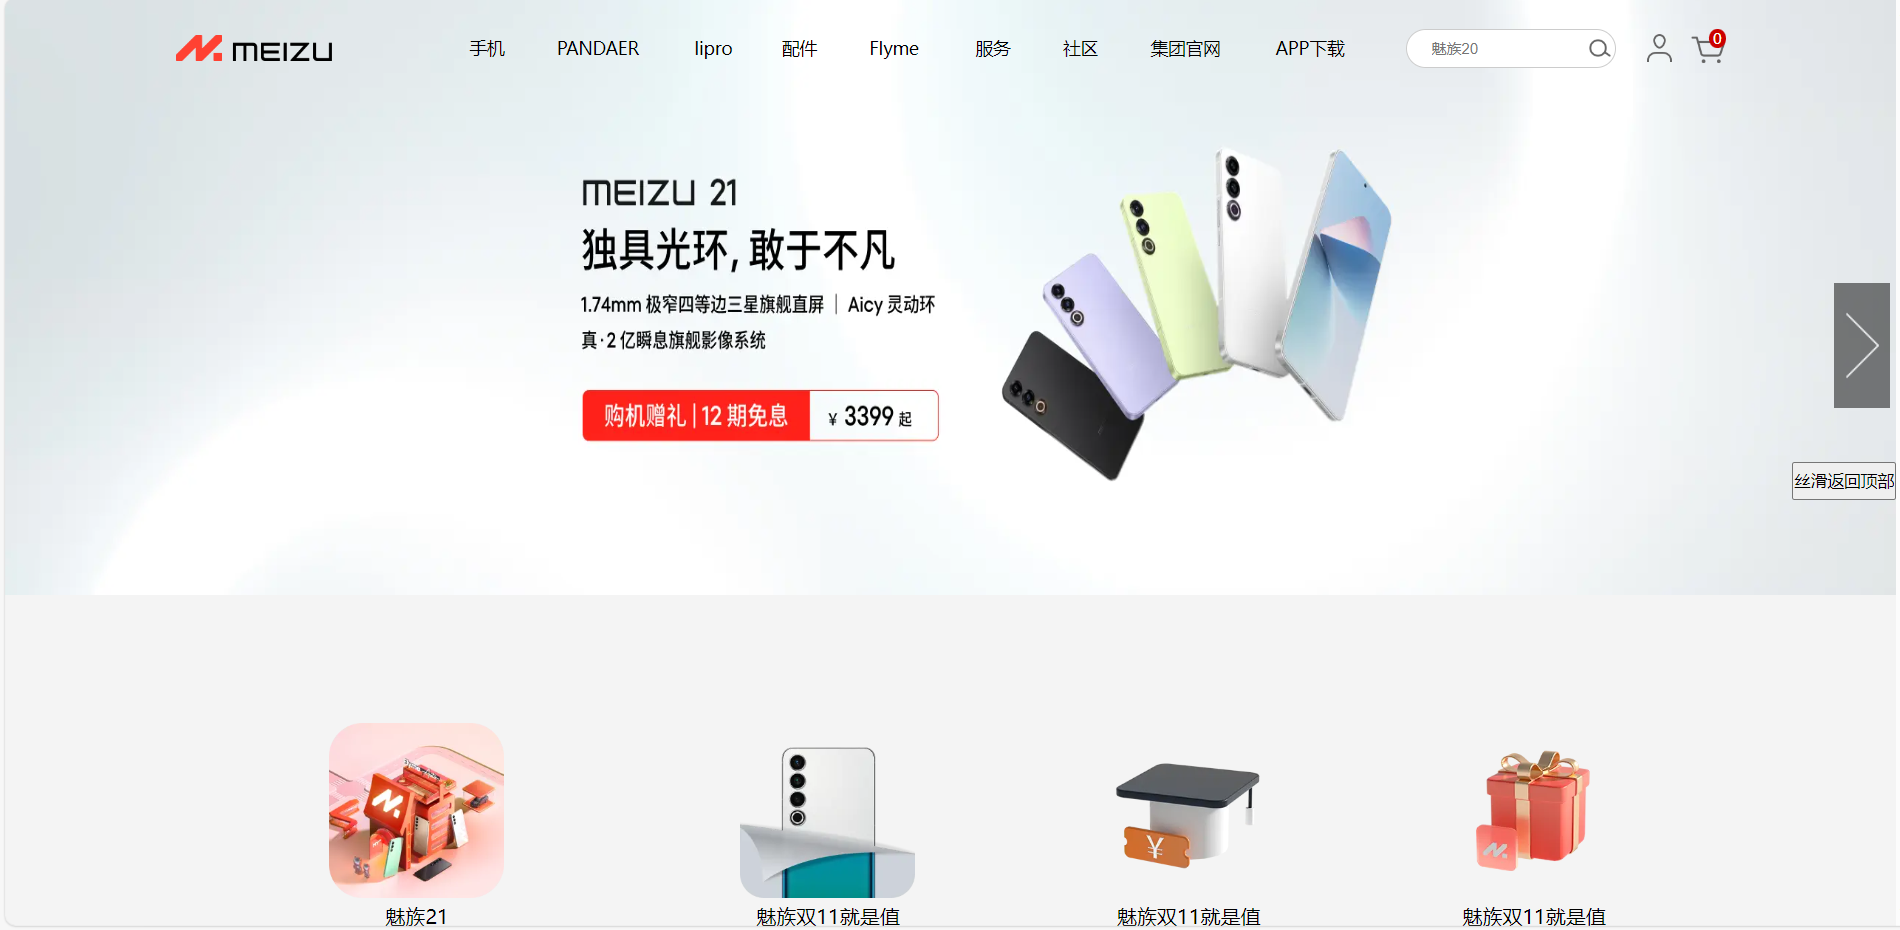 MEIZU
手机
PANDAER
lipro
配件
Flyme
服务
社区
集团官网
APP下载
魅族20
0
MEIZU 21
独具光环, 敢于不凡
1.74mm 极窄四等边三星旗舰直屏 | Aicy 灵动环
真·2 亿瞬息旗舰影像系统
购机赠礼 | 12 期免息 ¥ 3399 起
丝滑返回顶部
¥
魅族21
魅族双11就是值
魅族双11就是值
魅族双11就是值